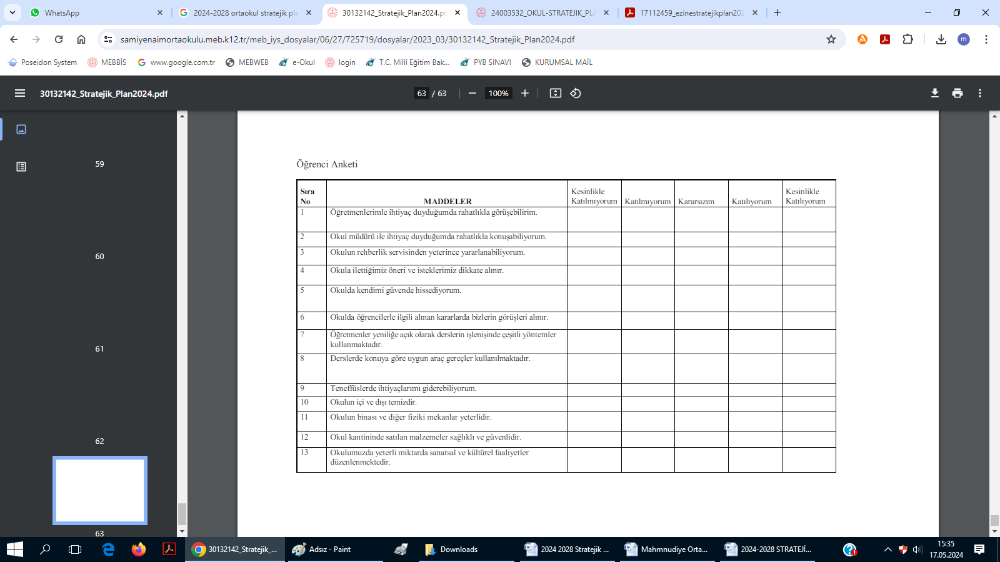 WhatsApp
2024-2028 ortaokul stratejik pla
30132142_Stratejik_Plan2024.pd
24003532_OKUL-STRATEJIK_PLA
17112459_ezinestratejikplan202
samiyenaimortaokulu.meb.k12.tr/meb_iys_dosyalar/06/27/725719/dosyalar/2023_03/30132142_Stratejik_Plan2024.pdf
m
Poseidon System
MEBBİS
www.google.com.tr
MEBWEB
e-Okul
login
T.C. Millî Eğitim Bak...
PYB SINAVI
KURUMSAL MAİL
30132142_Stratejik_Plan2024.pdf
63 / 63
100%
59
60
61
62
63
Öğrenci Anketi
Sıra No MADDELER Kesinlikle Katılmıyorum Katılmıyorum Kararsızım Katılıyorum Kesinlikle Katılıyorum
1 Öğretmenlerimle ihtiyaç duyduğumda rahatlıkla görüşebilirim.
2 Okul müdürü ile ihtiyaç duyduğumda rahatlıkla konuşabiliyorum.
3 Okulun rehberlik servisinden yeterince yararlanabiliyorum.
4 Okula ilettiğimiz öneri ve isteklerimiz dikkate alınır.
5 Okulda kendimi güvende hissediyorum.
6 Okulda öğrencilerle ilgili alınan kararlarda bizlerin görüşleri alınır.
7 Öğretmenler yeniliğe açık olarak derslerin işlenişinde çeşitli yöntemler
kullanmaktadır.
8 Derslerde konuya göre uygun araç gereçler kullanılmaktadır.
9 Teneffüslerde ihtiyaçlarımı giderebiliyorum.
10 Okulun içi ve dışı temizdir.
11 Okulun binası ve diğer fiziki mekanlar yeterlidir.
12 Okul kantininde satılan malzemeler sağlıklı ve güvenlidir.
13 Okulumuzda yeterli miktarda sanatsal ve kültürel faaliyetler
düzenlenmektedir.
30132142_Stratejik_...
Adsız - Paint
Downloads
2024 2028 Stratejik ...
Mahmnudiye Orta...
2024-2028 STRATEJİ...
15:35
17.05.2024